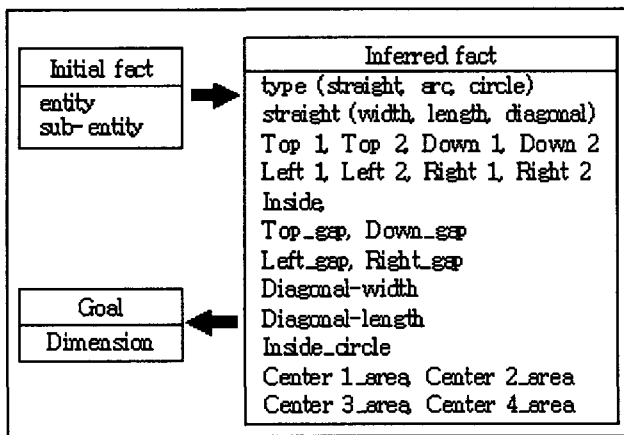 Initial fact
entity
sub-entity
Inferred fact
type (straight, arc, circle)
straight (width, length, diagonal)
Top 1, Top 2, Down 1, Down 2
Left 1, Left 2, Right 1, Right 2
Inside,
Top_gap, Down_gap
Left_gap, Right_gap
Diagonal-width
Diagonal-length
Inside_circle
Center 1_area, Center 2_area
Center 3_area, Center 4_area
Goal
Dimension